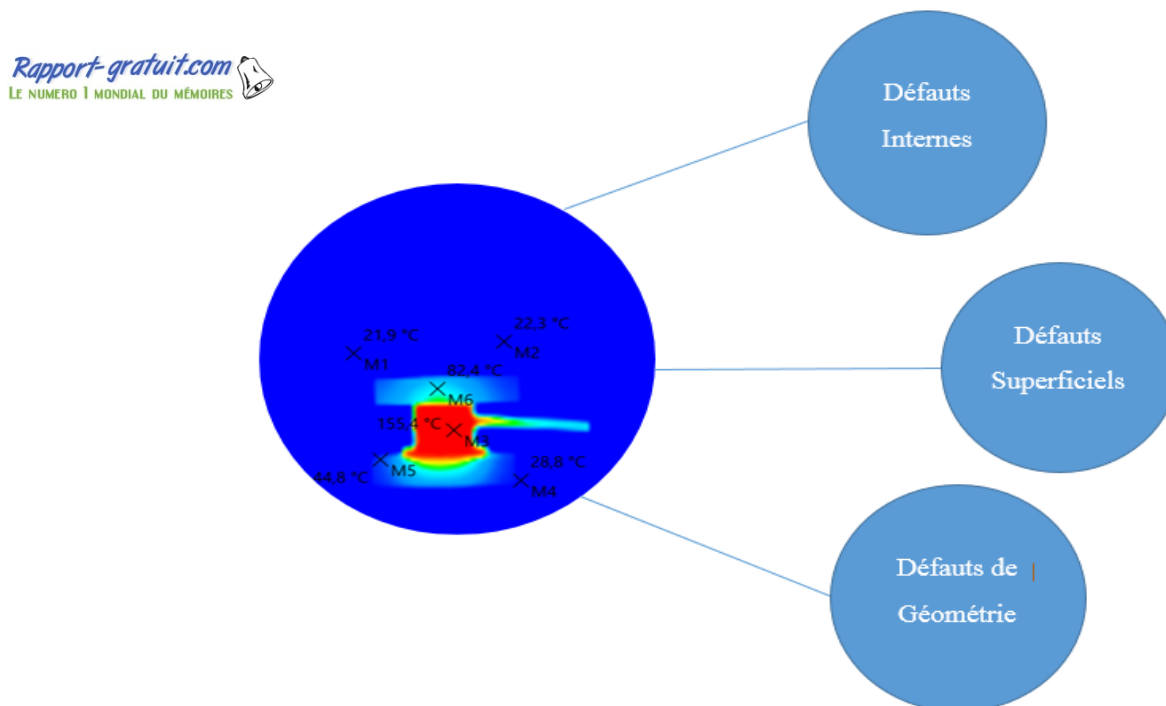 Rapport-gratuit.com
LE NUMERO 1 MONDIAL DU MÉMOIRES
Défauts
Internes
21,9 °C
M1
22,3 °C
M2
82,4 °C
M6
155,4 °C
M3
M5
44,8 °C
28,8 °C
M4
Défauts
Superficiels
Défauts de
Géométrie